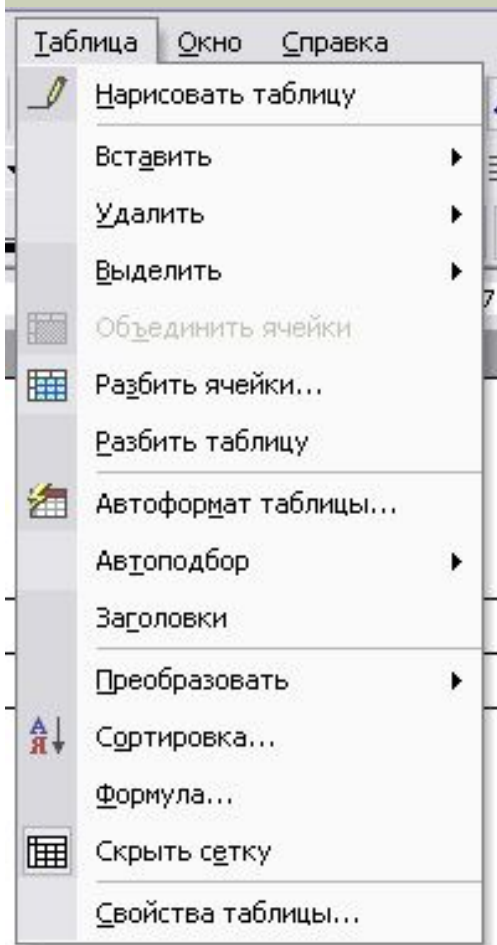 Таблица Окно Справка
Нарисовать таблицу
Вставить
Удалить
Выделить
Объединить ячейки
Разбить ячейки...
Разбить таблицу
Автоформат таблицы...
Автоподбор
Заголовки
Преобразовать
Сортировка...
Формула...
Скрыть сетку
Свойства таблицы...
7